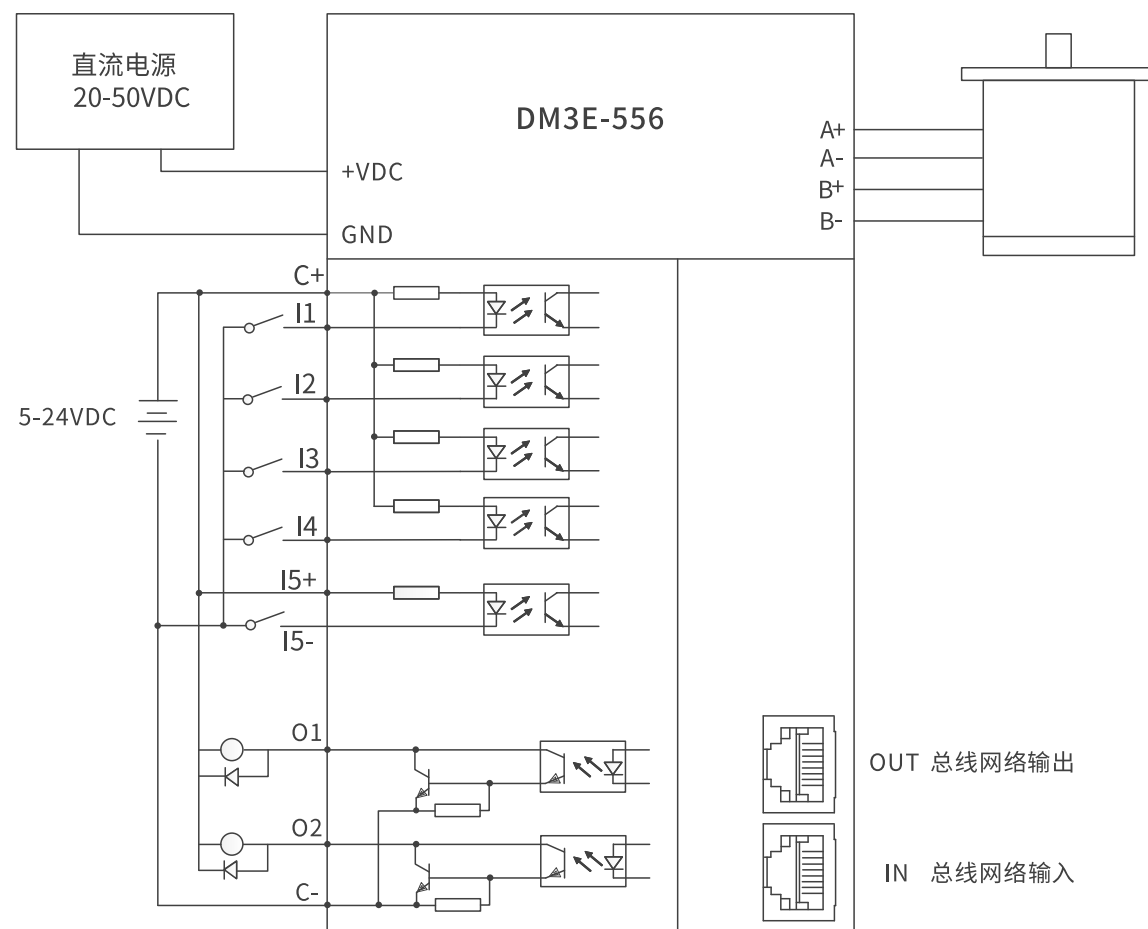 直流电源
20-50VDC
DM3E-556
A+
A-
B+
B-
+VDC
GND
C+
I1
I2
5-24VDC
I3
I4
I5+
I5-
O1
OUT 总线网络输出
O2
IN 总线网络输入
C-